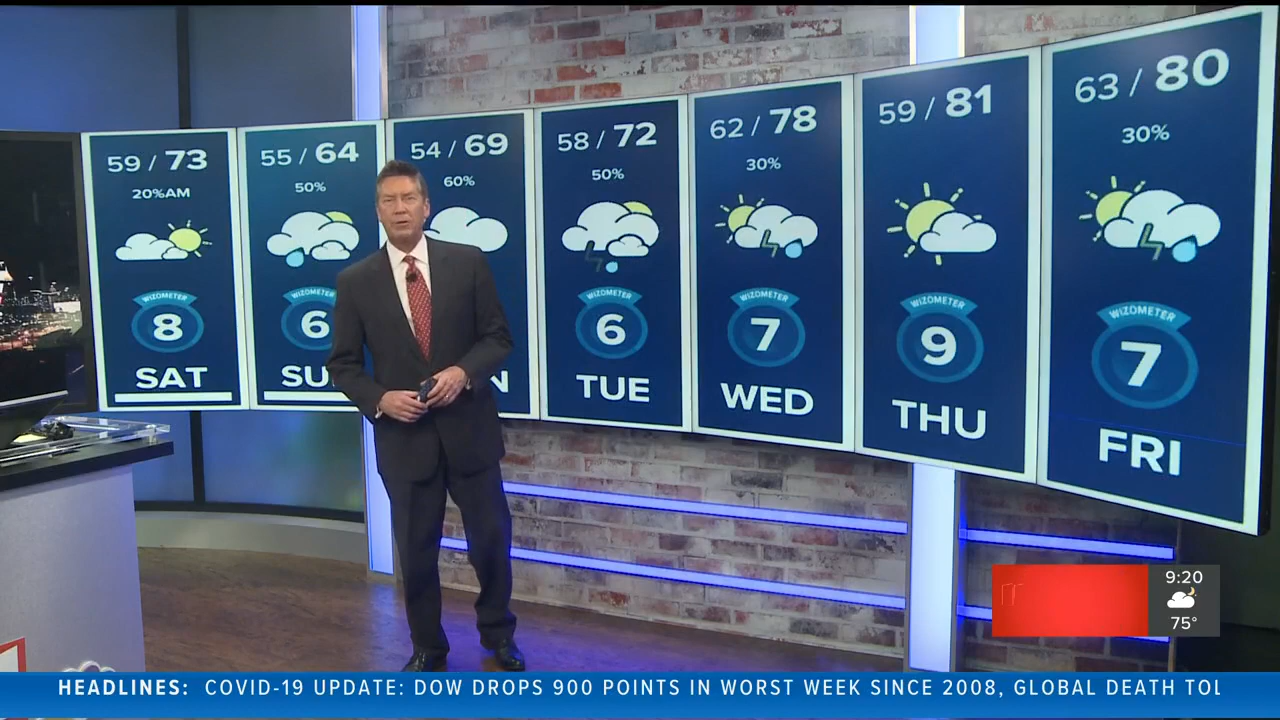 59 / 73
20%AM
WIZOMETER
8
SAT
55 / 64
50%
WIZOMETER
6
54 / 69
60%
58 / 72
50%
WIZOMETER
6
TUE
62 / 78
30%
WIZOMETER
7
WED
59 / 81
WIZOMETER
9
THU
63 / 80
30%
WIZOMETER
7
FRI
9:20
75°
HEADLINES: COVID-19 UPDATE: DOW DROPS 900 POINTS IN WORST WEEK SINCE 2008, GLOBAL DEATH